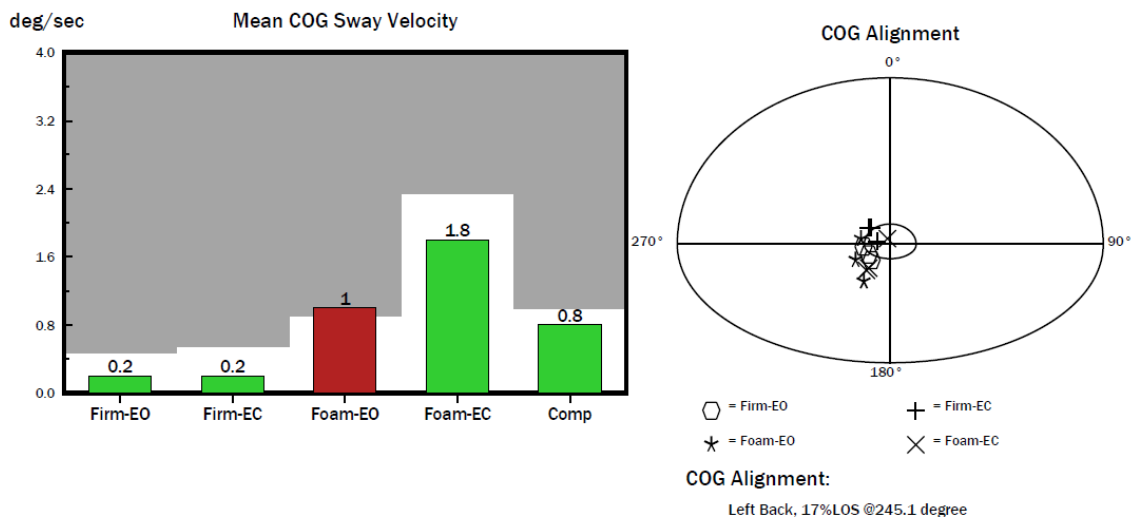 deg/sec
Mean COG Sway Velocity
4.0
3.2
2.4
1.6
0.8
0.0
0.2
0.2
1
1.8
0.8
Firm-EO
Firm-EC
Foam-EO
Foam-EC
Comp
COG Alignment
0°
270°
90°
180°
= Firm-EO
= Firm-EC
= Foam-EO
= Foam-EC
COG Alignment:
Left Back, 17%LOS @245.1 degree